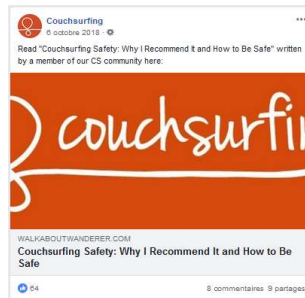 Couchsurfing
6 octobre 2018 ·
Read "Couchsurfing Safety: Why I Recommend It and How to Be Safe" written
by a member of our CS community here:
couchsurfi
WALKABOUTWANDERER.COM
Couchsurfing Safety: Why I Recommend It and How to Be
Safe
64 8 commentaires 9 partages